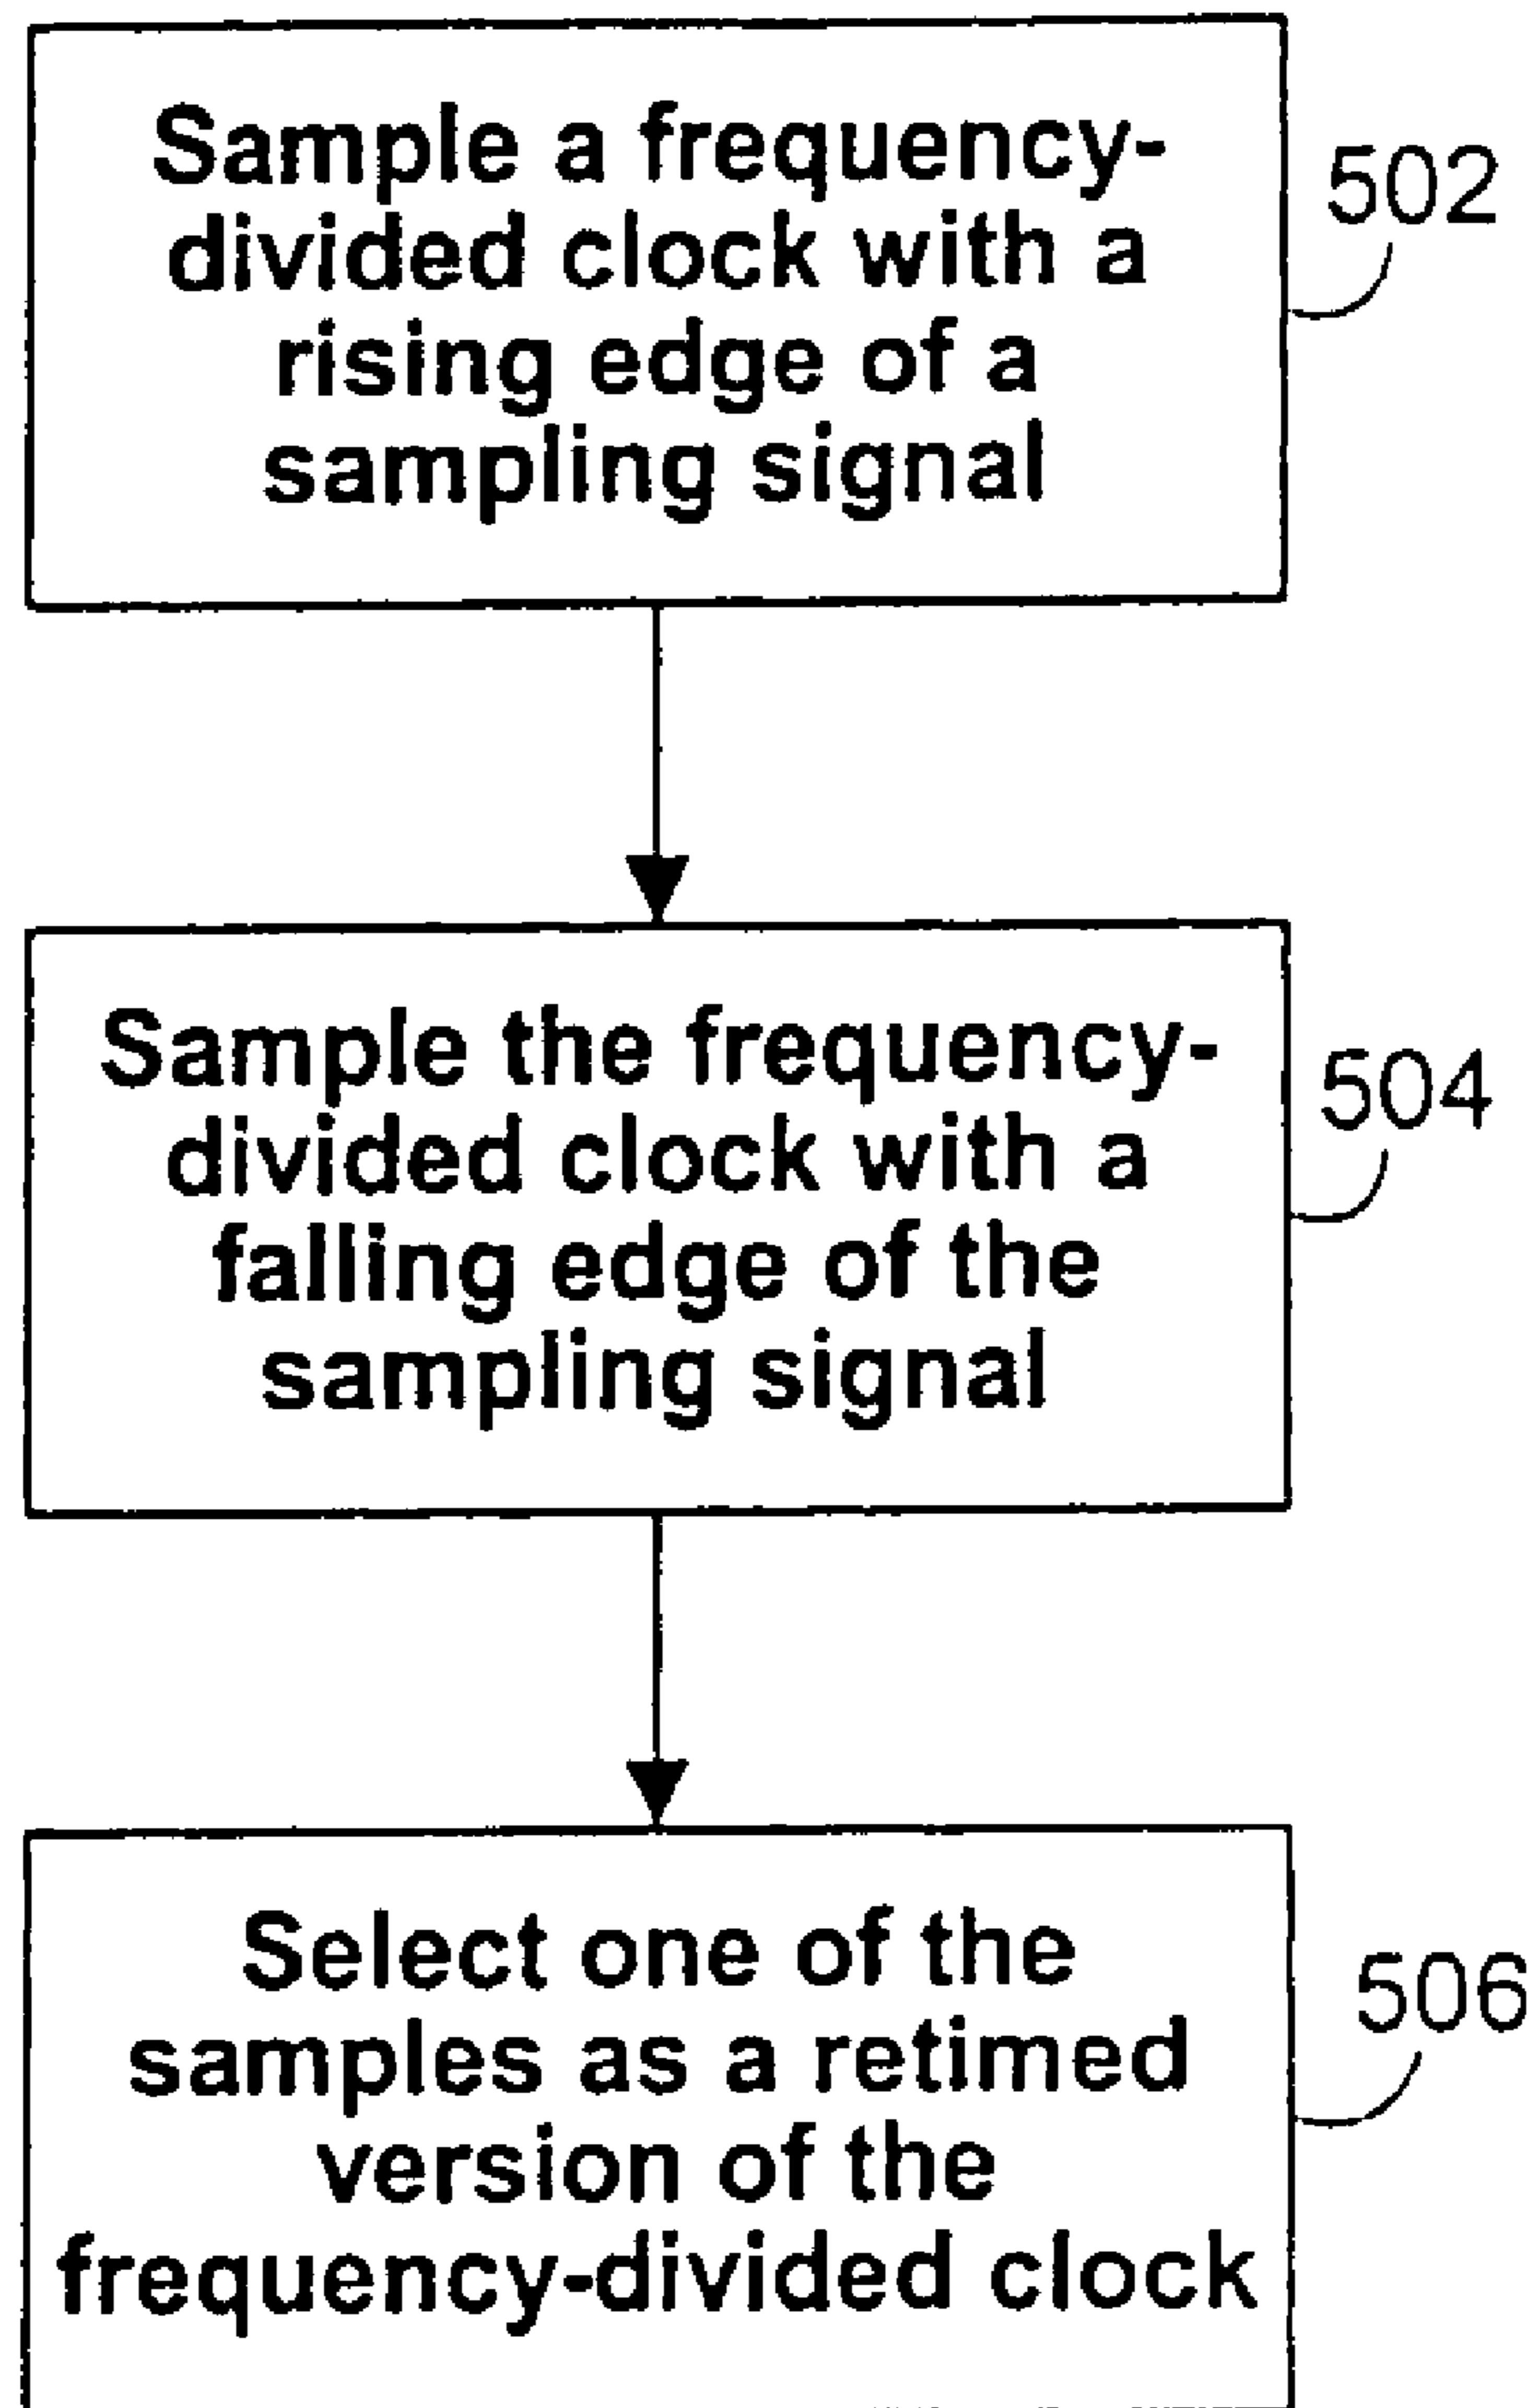 Sample a frequency-
divided clock with a
rising edge of a
sampling signal
502
Sample the frequency-
divided clock with a
falling edge of the
sampling signal
504
Select one of the
samples as a retimed
version of the
frequency-divided clock
506